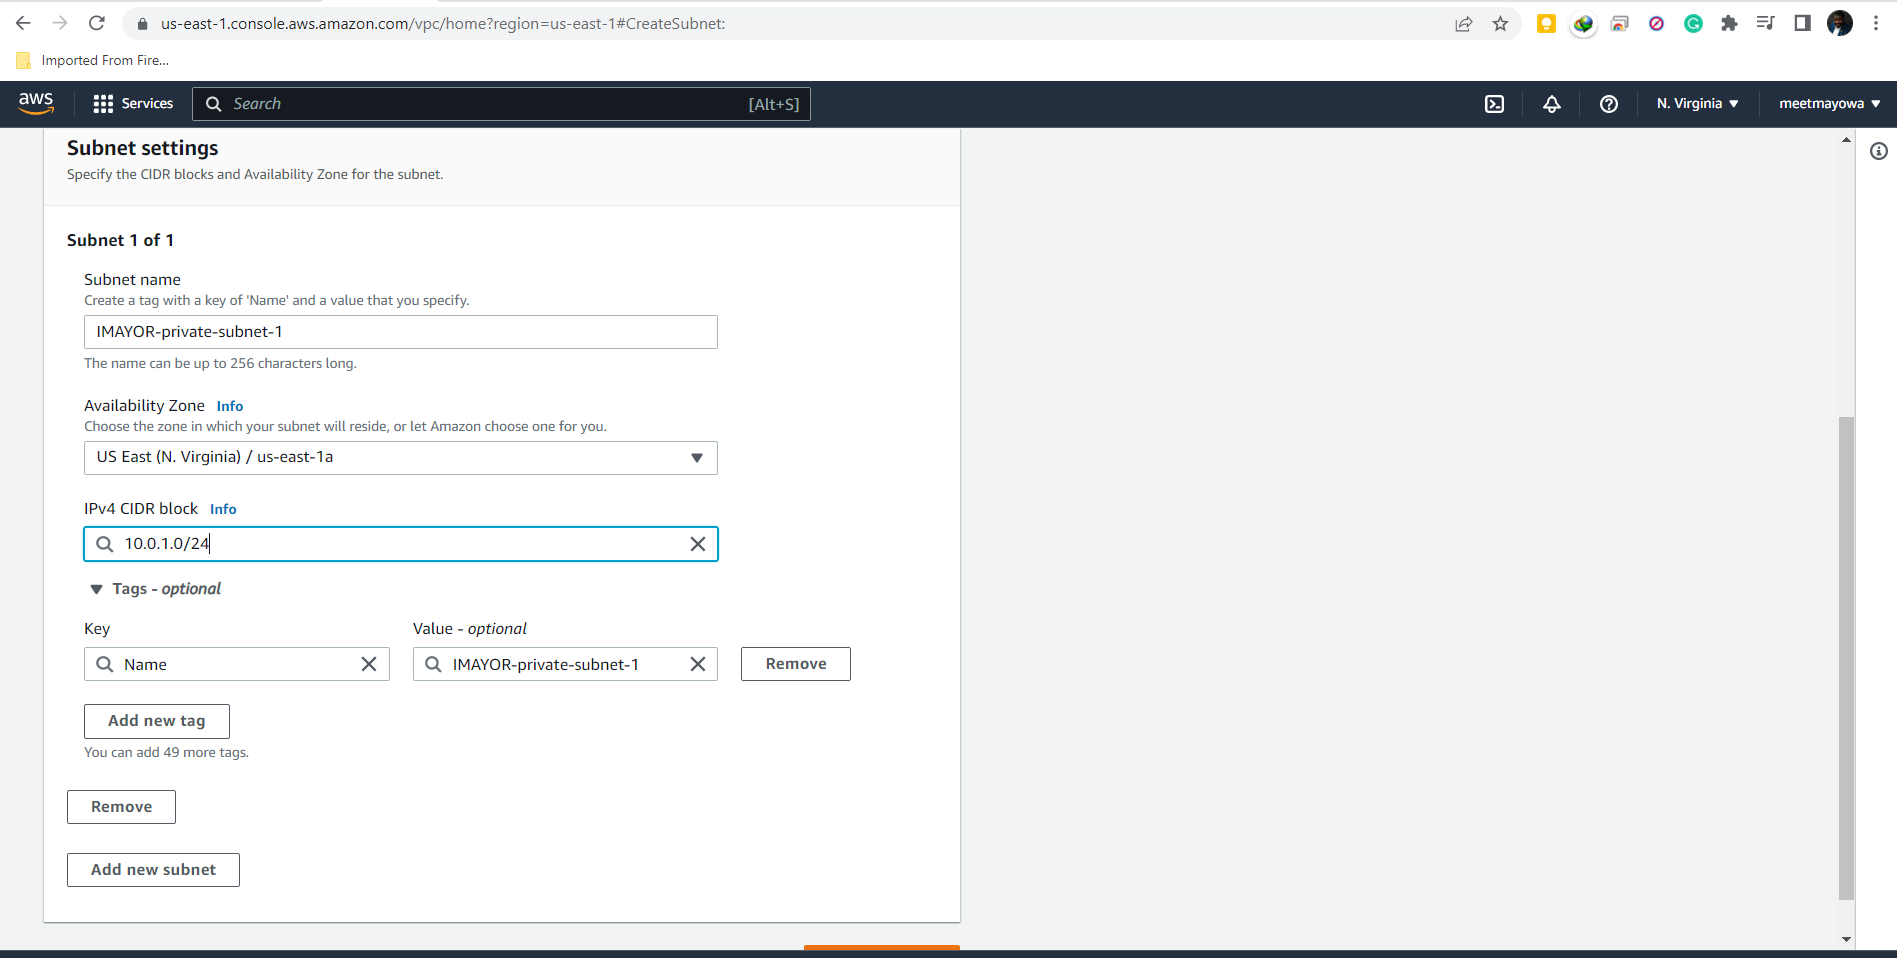 us-east-1.console.aws.amazon.com/vpc/home?region=us-east-1#CreateSubnet:
Imported From Fire...
aws Services Search [Alt+S] N. Virginia ▼ meetmayowa ▼
Subnet settings
Specify the CIDR blocks and Availability Zone for the subnet.
Subnet 1 of 1
Subnet name
Create a tag with a key of 'Name' and a value that you specify.
IMAYOR-private-subnet-1
The name can be up to 256 characters long.
Availability Zone Info
Choose the zone in which your subnet will reside, or let Amazon choose one for you.
US East (N. Virginia) / us-east-1a
IPv4 CIDR block Info
10.0.1.0/24
Tags - optional
Key Value - optional
Name IMAYOR-private-subnet-1 Remove
Add new tag
You can add 49 more tags.
Remove
Add new subnet